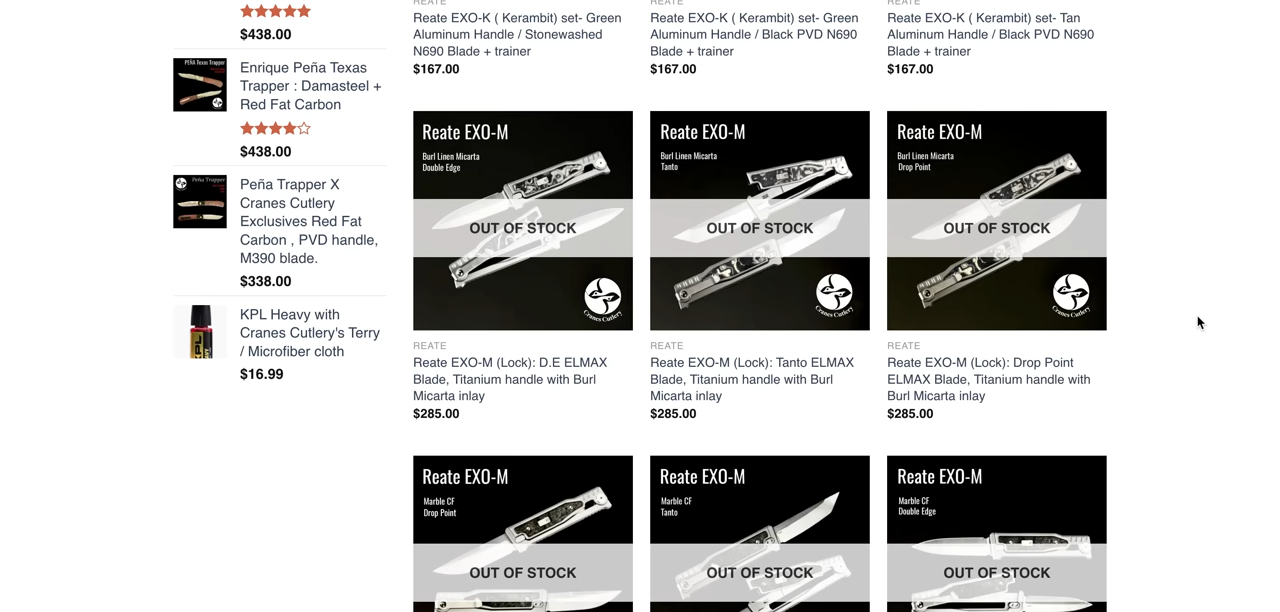 $438.00
PEÑA Texas Trapper
Enrique Peña Texas
Trapper : Damasteel +
Red Fat Carbon
$438.00
Peña Trapper
Peña Trapper X
Cranes Cutlery
Exclusives Red Fat
Carbon , PVD handle,
M390 blade.
$338.00
KPL
KPL Heavy with
Cranes Cutlery's Terry
/ Microfiber cloth
$16.99
REATE
Reate EXO-K ( Kerambit) set- Green
Aluminum Handle / Stonewashed
N690 Blade + trainer
$167.00
REATE
Reate EXO-K ( Kerambit) set- Green
Aluminum Handle / Black PVD N690
Blade + trainer
$167.00
REATE
Reate EXO-K ( Kerambit) set- Tan
Aluminum Handle / Black PVD N690
Blade + trainer
$167.00
Reate EXO-M
Burl Linen Micarta
Double Edge
OUT OF STOCK
Cranes Cutlery
REATE
Reate EXO-M (Lock): D.E ELMAX
Blade, Titanium handle with Burl
Micarta inlay
$285.00
Reate EXO-M
Burl Linen Micarta
Tanto
OUT OF STOCK
Cranes Cutlery
REATE
Reate EXO-M (Lock): Tanto ELMAX
Blade, Titanium handle with Burl
Micarta inlay
$285.00
Reate EXO-M
Burl Linen Micarta
Drop Point
OUT OF STOCK
Cranes Cutlery
REATE
Reate EXO-M (Lock): Drop Point
ELMAX Blade, Titanium handle with
Burl Micarta inlay
$285.00
Reate EXO-M
Marble CF
Drop Point
OUT OF STOCK
Reate EXO-M
Marble CF
Tanto
OUT OF STOCK
Reate EXO-M
Marble CF
Double Edge
OUT OF STOCK